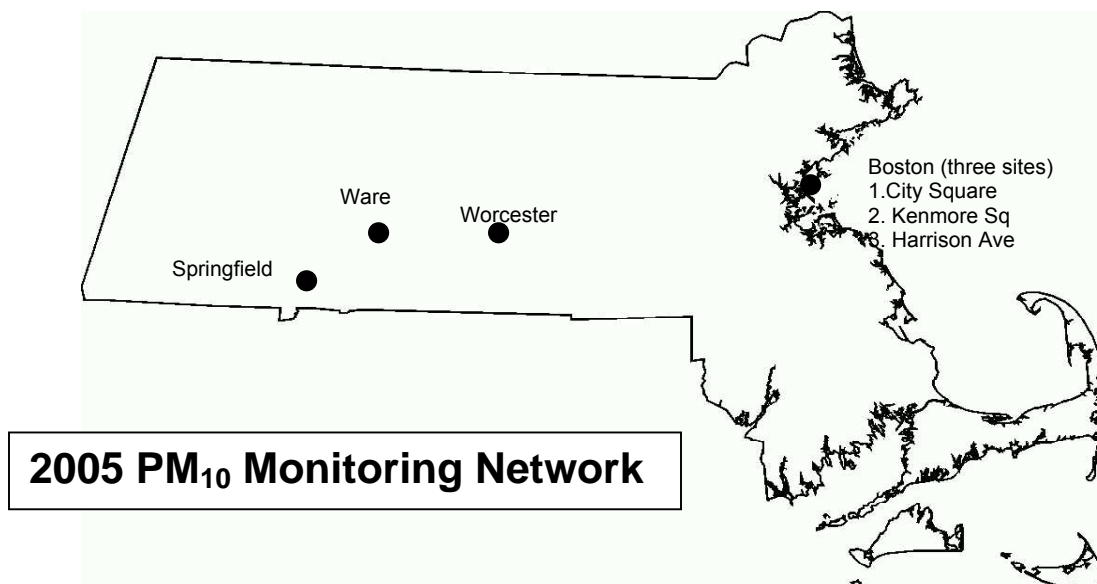 Boston (three sites)
1.City Square
2. Kenmore Sq
3. Harrison Ave
Ware
Worcester
Springfield
2005 PM₁₀ Monitoring Network